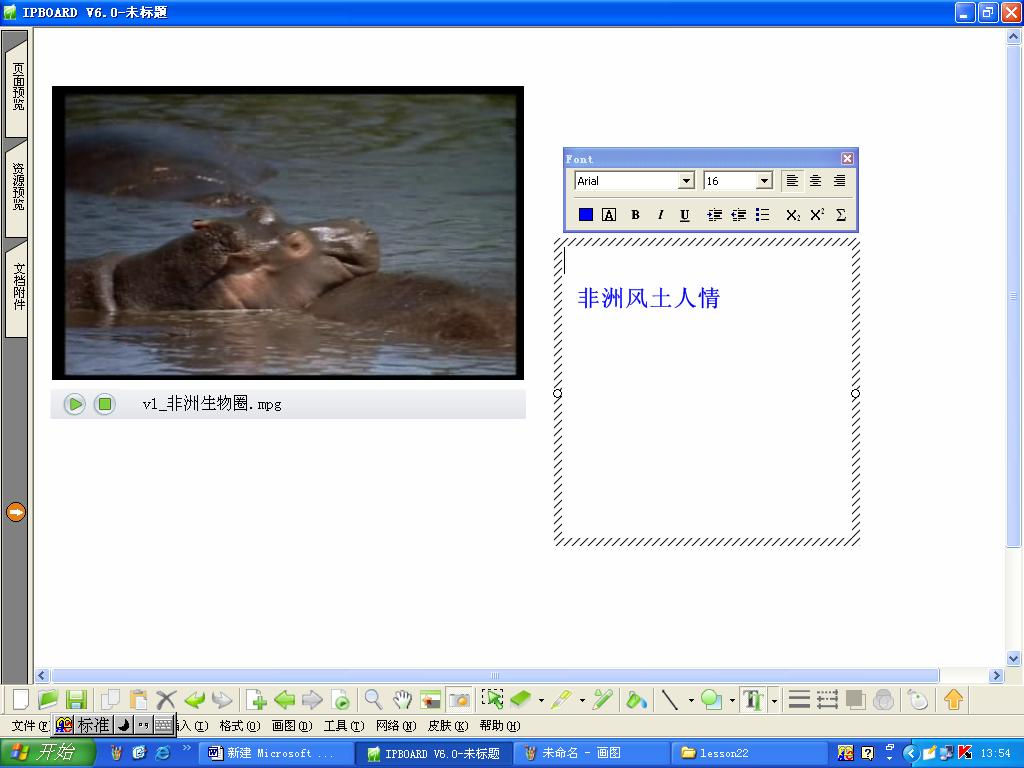 IPBOARD V6.0-未标题
页面预览
资源预览
文档附件
Font
Arial
16
A
B I U
X₂ X² Σ
非洲风土人情
v1_非洲生物圈.mpg
文件(F
标准
入(I) 格式(O) 画图(D) 工具(T) 网络(N) 皮肤(K) 帮助(H)
开始
新建 Microsoft ...
IPBOARD V6.0-未标题
未命名 - 画图
lesson22
13:54